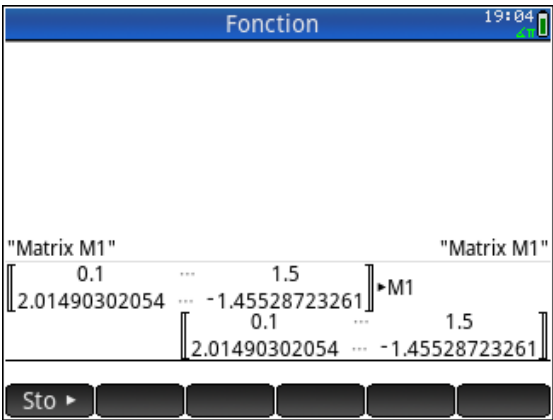 Fonction
19:04
∡π
"Matrix M1"
"Matrix M1"
0.1 ... 1.5
2.01490302054 ... -1.45528723261
►M1
0.1 ... 1.5
2.01490302054 ... -1.45528723261
Sto ►